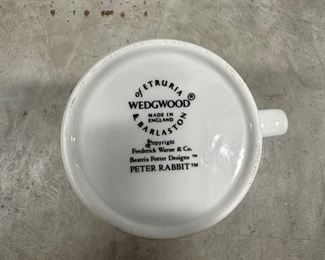 of ETRURIA
WEDGWOOD®
MADE IN
ENGLAND
& BARLASTON
Copyright
Frederick Warne & Co.
Beatrix Potter Designs ™
PETER RABBIT™